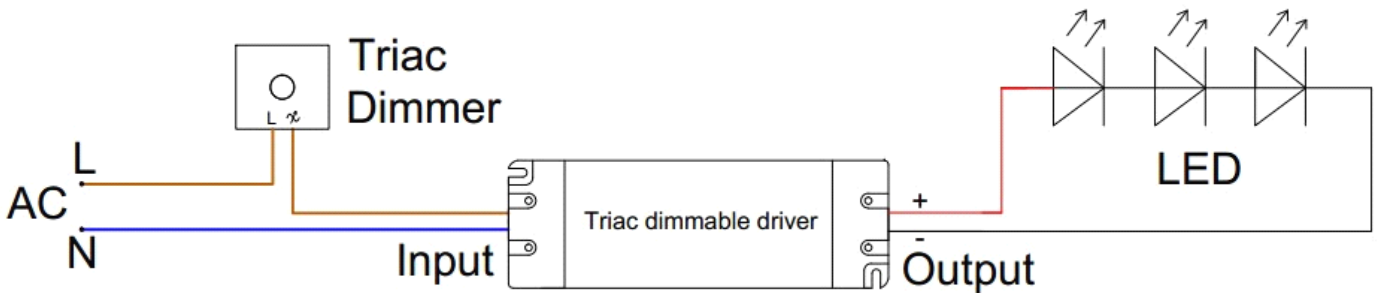 Triac
Dimmer
L
L
AC
N
Input
Triac dimmable driver
+
-
Output
LED